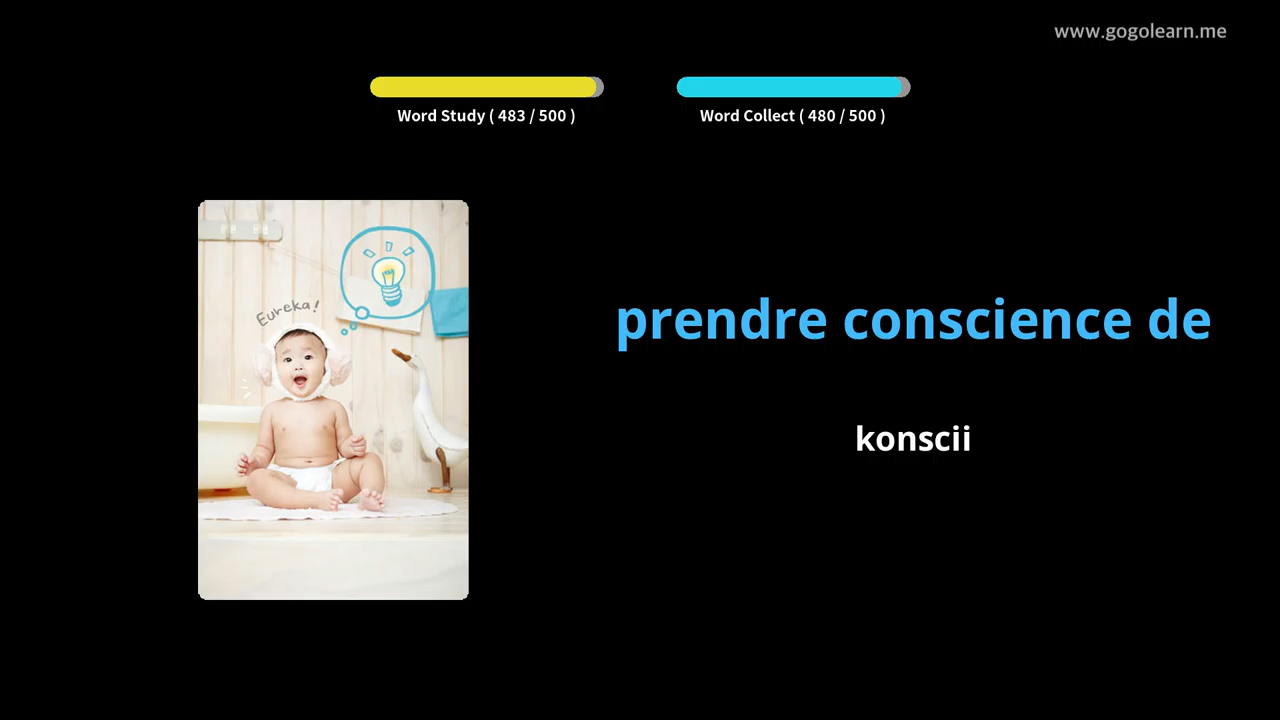 www.gogolearn.me
Word Study ( 483 / 500 )
Word Collect ( 480 / 500 )
Eureka!
prendre conscience de
konscii